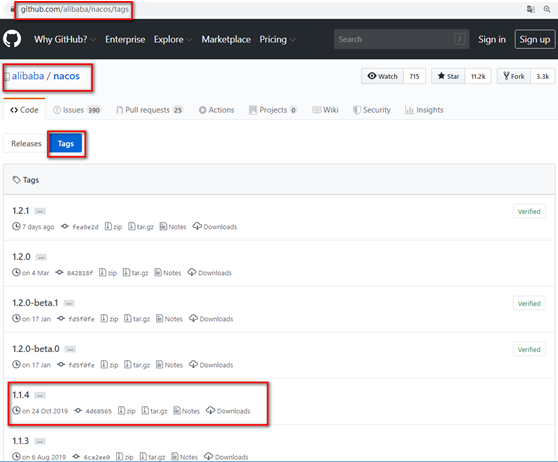 github.com/alibaba/nacos/tags
Why GitHub? Enterprise Explore Marketplace Pricing Search / Sign in Sign up
alibaba / nacos Watch 715 Star 11.2k Fork 3.3k
Code Issues 390 Pull requests 25 Actions Projects 0 Wiki Security Insights
Releases Tags
Tags
1.2.1 ... Verified
7 days ago fea9e2d zip tar.gz Notes Downloads
1.2.0 ...
on 4 Mar 842818f zip tar.gz Notes Downloads
1.2.0-beta.1 ... Verified
on 17 Jan fd5f0fe zip tar.gz Notes Downloads
1.2.0-beta.0 ... Verified
on 17 Jan fd5f0fe zip tar.gz Notes Downloads
1.1.4 ...
on 24 Oct 2019 4d68565 zip tar.gz Notes Downloads
1.1.3 ...
on 6 Aug 2019 6ca2ee0 zip tar.gz Notes Downloads